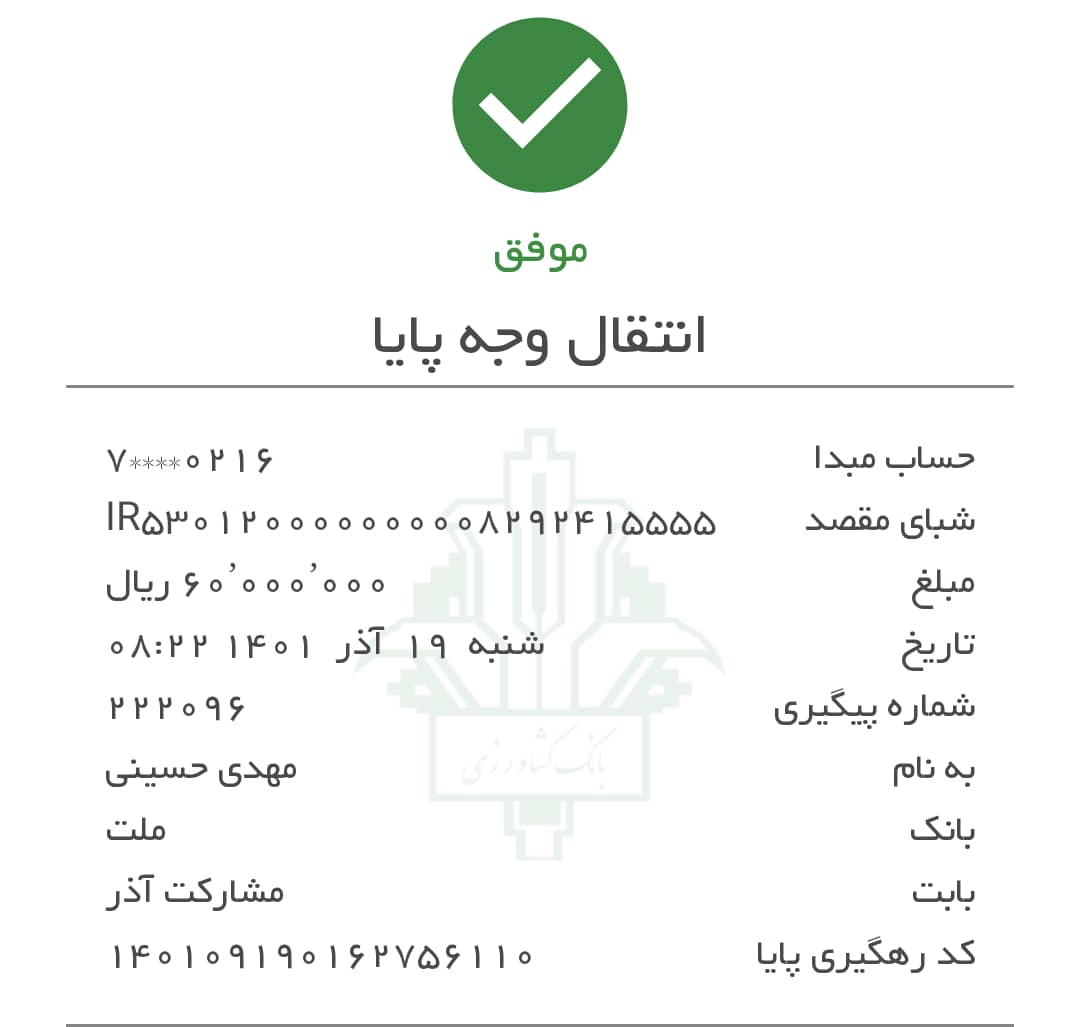 موفق
انتقال وجه پایا
حساب مبدا ۷****۰۲۱۶
شبای مقصد IR۵۳۰۱۲۰۰۰۰۰۰۰۰۰۸۲۹۲۴۱۵۵۵۵
مبلغ ۶۰٬۰۰۰٬۰۰۰ ریال
تاریخ شنبه ۱۹ آذر ۱۴۰۱ ۰۸:۲۲
شماره پیگیری ۲۲۲۰۹۶
بانک کشاورزی
به نام مهدی حسینی
بانک ملت
بابت مشارکت آذر
کد رهگیری پایا ۱۴۰۱۰۹۱۹۰۱۶۲۷۵۶۱۱۰